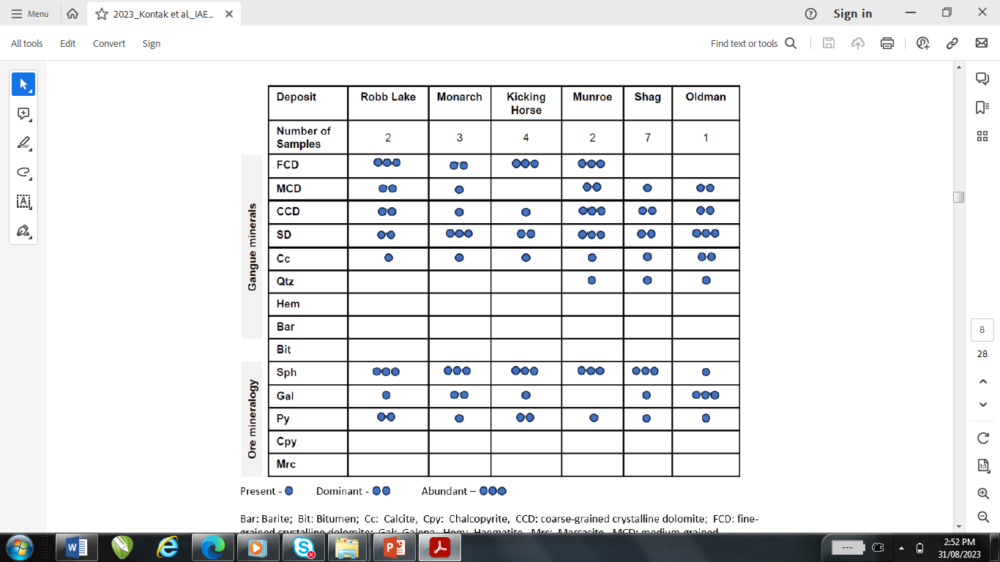 Menu
2023_Kontak et al._IAE...
Sign in
All tools Edit Convert Sign
Find text or tools
Deposit Robb Lake Monarch Kicking Horse Munroe Shag Oldman
Number of Samples 2 3 4 2 7 1
Gangue minerals
FCD
MCD
CCD
SD
Cc
Qtz
Hem
Bar
Bit
Ore mineralogy
Sph
Gal
Py
Cpy
Mrc
Present - Dominant - Abundant –
Bar: Barite; Bit: Bitumen; Cc: Calcite, Cpy: Chalcopyrite, CCD: coarse-grained crystalline dolomite; FCD: fine-
grained crystalline dolomite; Gal: Galena, Hem: Haematite, Mrc: Marcasite, MCD: medium-grained
8
28
1:1
2:52 PM
31/08/2023